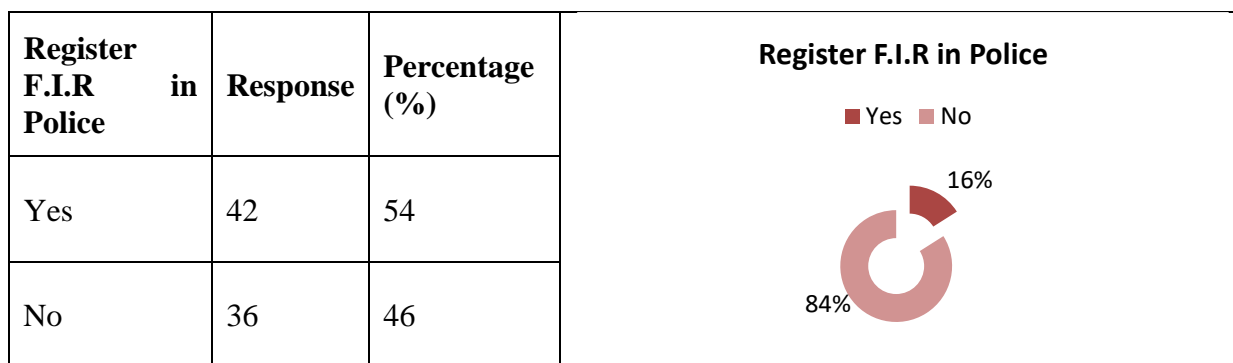 Register
F.I.R in
Police
Response
Percentage
(%)
Yes
42
54
No
36
46
Register F.I.R in Police
Yes No
16%
84%